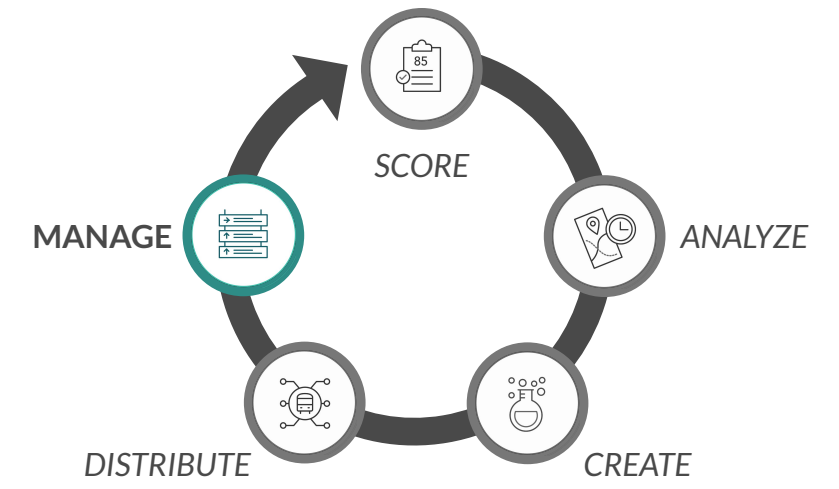 85
SCORE
MANAGE
ANALYZE
DISTRIBUTE
CREATE